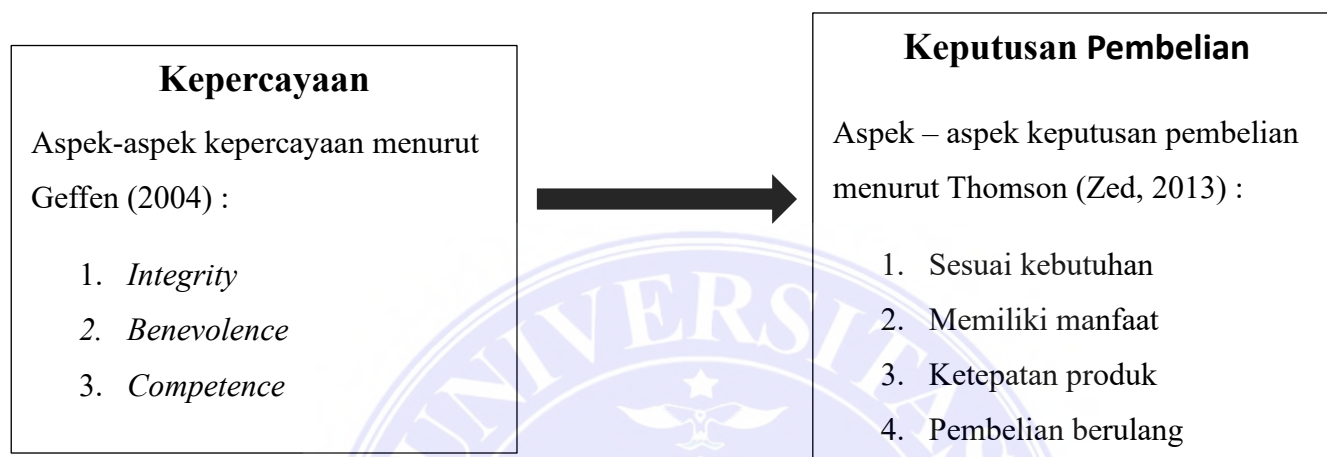 Kepercayaan
Aspek-aspek kepercayaan menurut
Geffen (2004) :
1. Integrity
2. Benevolence
3. Competence
Keputusan Pembelian
Aspek – aspek keputusan pembelian
menurut Thomson (Zed, 2013) :
1. Sesuai kebutuhan
2. Memiliki manfaat
3. Ketepatan produk
4. Pembelian berulang
UNIVERSITA